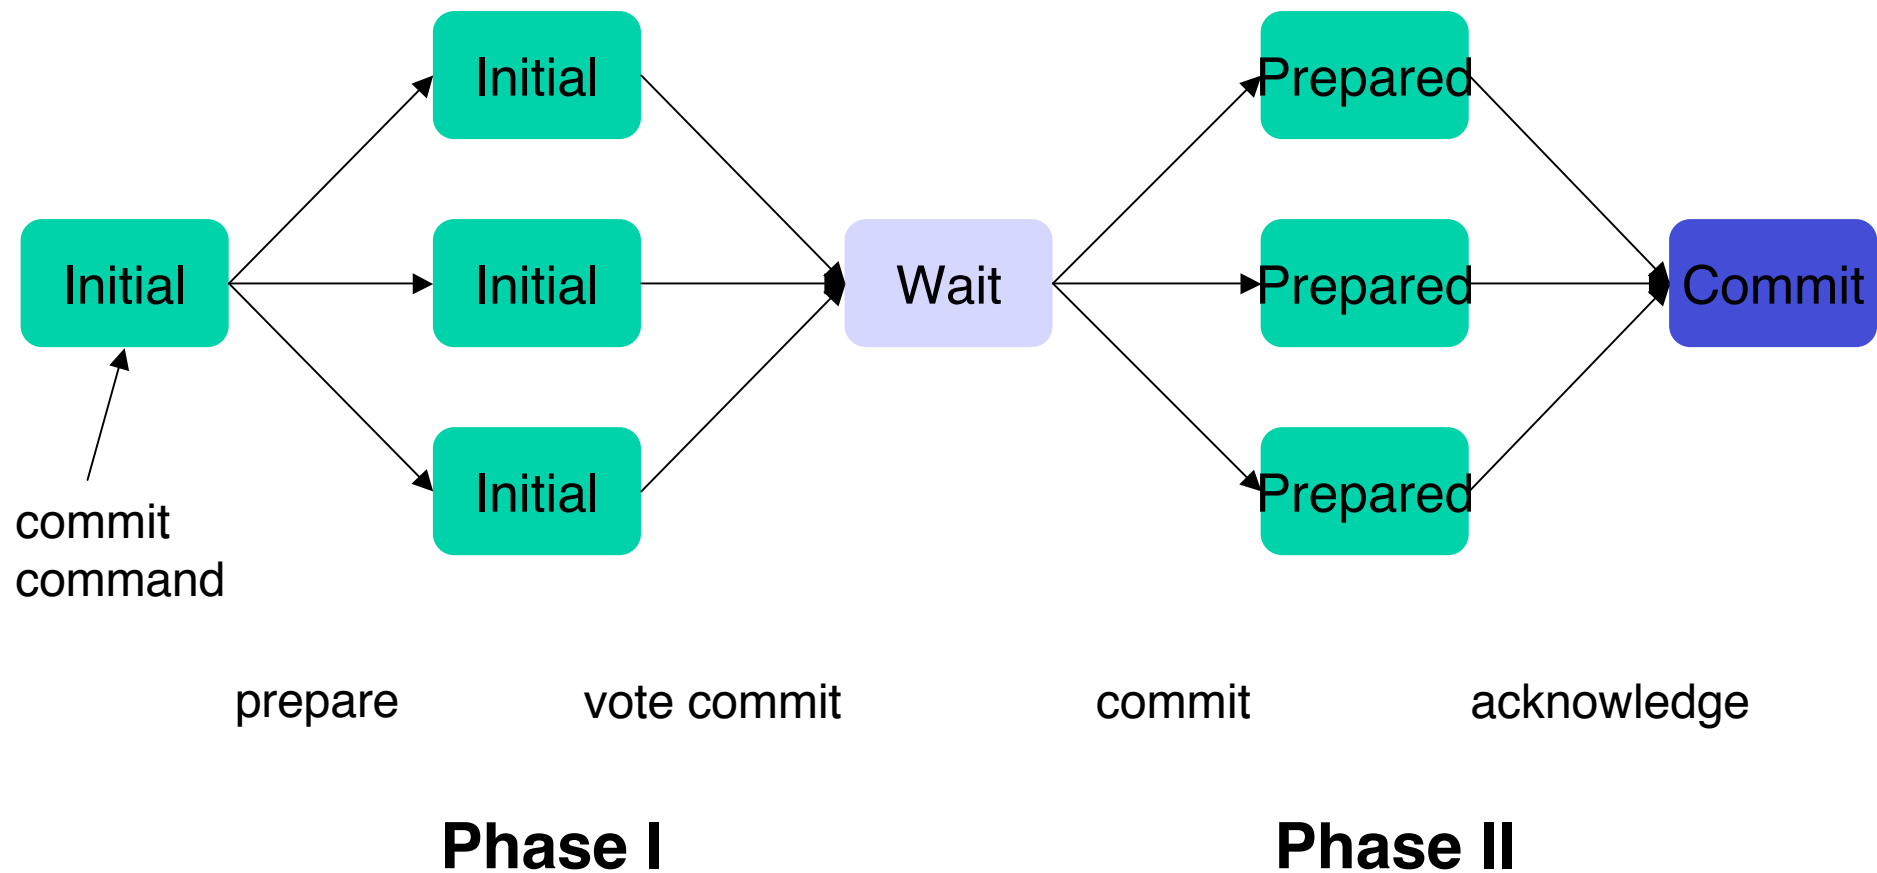 Initial
Prepared
Initial
Initial
Wait
Prepared
Commit
Initial
Prepared
commit
command
prepare
vote commit
commit
acknowledge
Phase I
Phase II